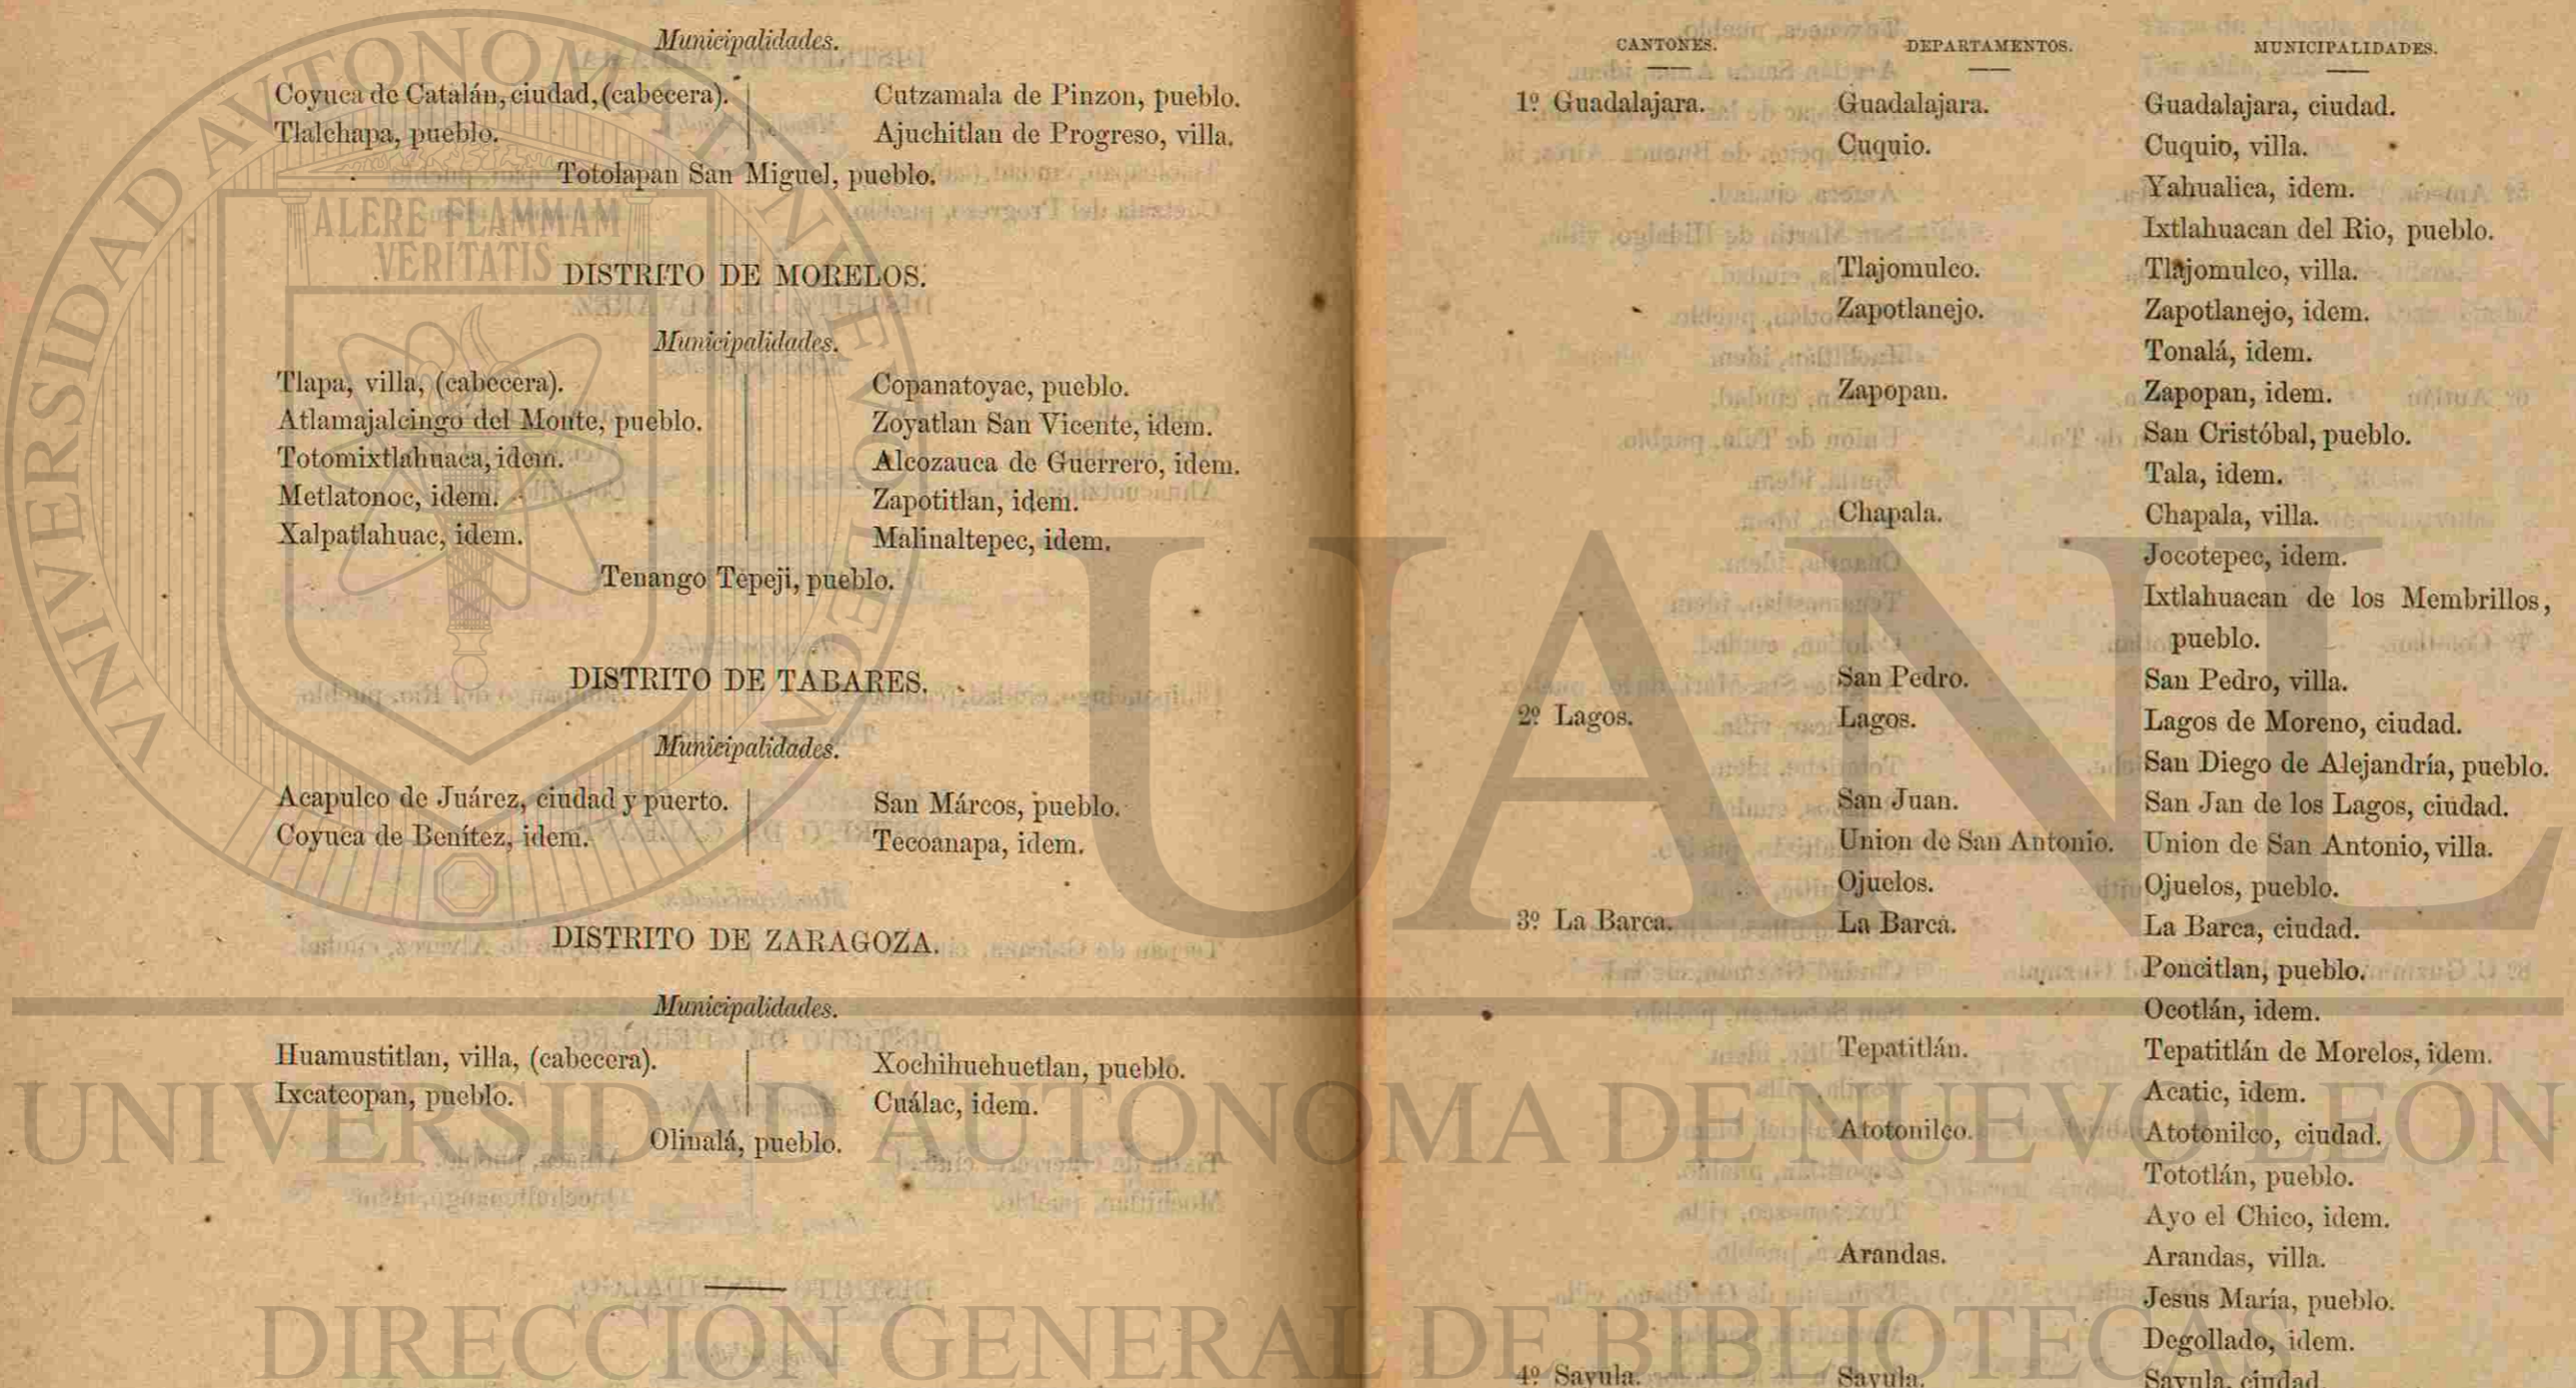 Municipalidades.
Coyuca de Catalán, ciudad, (cabecera).
Tlalchapa, pueblo.
Cutzamala de Pinzon, pueblo.
Ajuchitlan de Progreso, villa.
Totolapan San Miguel, pueblo.
DISTRITO DE MORELOS.
Municipalidades.
Tlapa, villa, (cabecera).
Atlamajalcingo del Monte, pueblo.
Totomixtlahuaca, idem.
Metlatonoc, idem.
Xalpatlahuac, idem.
Copanatoyac, pueblo.
Zoyatlan San Vicente, idem.
Alcozauca de Guerrero, idem.
Zapotitlan, idem.
Malinaltepec, idem.
Tenango Tepeji, pueblo.
DISTRITO DE TABARES.
Municipalidades.
Acapulco de Juárez, ciudad y puerto.
Coyuca de Benítez, idem.
San Márcos, pueblo.
Tecoanapa, idem.
DISTRITO DE ZARAGOZA.
Municipalidades.
Huamustitlan, villa, (cabecera).
Ixcateopan, pueblo.
Xochihuehuetlan, pueblo.
Cuálac, idem.
Olinalá, pueblo.
CANTONES. DEPARTAMENTOS. MUNICIPALIDADES.
1º Guadalajara. Guadalajara. Guadalajara, ciudad.
Cuquio. Cuquio, villa.
Yahualica, idem.
Ixtlahuacan del Rio, pueblo.
Tlajomulco. Tlajomulco, villa.
Zapotlanejo. Zapotlanejo, idem.
Tonalá, idem.
Zapopan. Zapopan, idem.
San Cristóbal, pueblo.
Tala, idem.
Chapala. Chapala, villa.
Jocotepec, idem.
Ixtlahuacan de los Membrillos,
pueblo.
San Pedro. San Pedro, villa.
2º Lagos. Lagos. Lagos de Moreno, ciudad.
San Diego de Alejandría, pueblo.
San Juan. San Jan de los Lagos, ciudad.
Union de San Antonio. Union de San Antonio, villa.
Ojuelos. Ojuelos, pueblo.
3º La Barca. La Barca. La Barca, ciudad.
Poncitlan, pueblo.
Ocotlán, idem.
Tepatitlán. Tepatitlán de Morelos, idem.
Acatic, idem.
Atotonilco. Atotonilco, ciudad.
Tototlán, pueblo.
Ayo el Chico, idem.
Arandas. Arandas, villa.
Jesus María, pueblo.
Degollado, idem.
4º Sayula. Sayula. Sayula, ciudad
VNIVERSIDAD AVTONOMA DE NVEVO LEON
ALERE FLAMMAM
VERITATIS
UANL
UNIVERSIDAD AUTONOMA DE NUEVO LEÓN
DIRECCION GENERAL DE BIBLIOTECAS